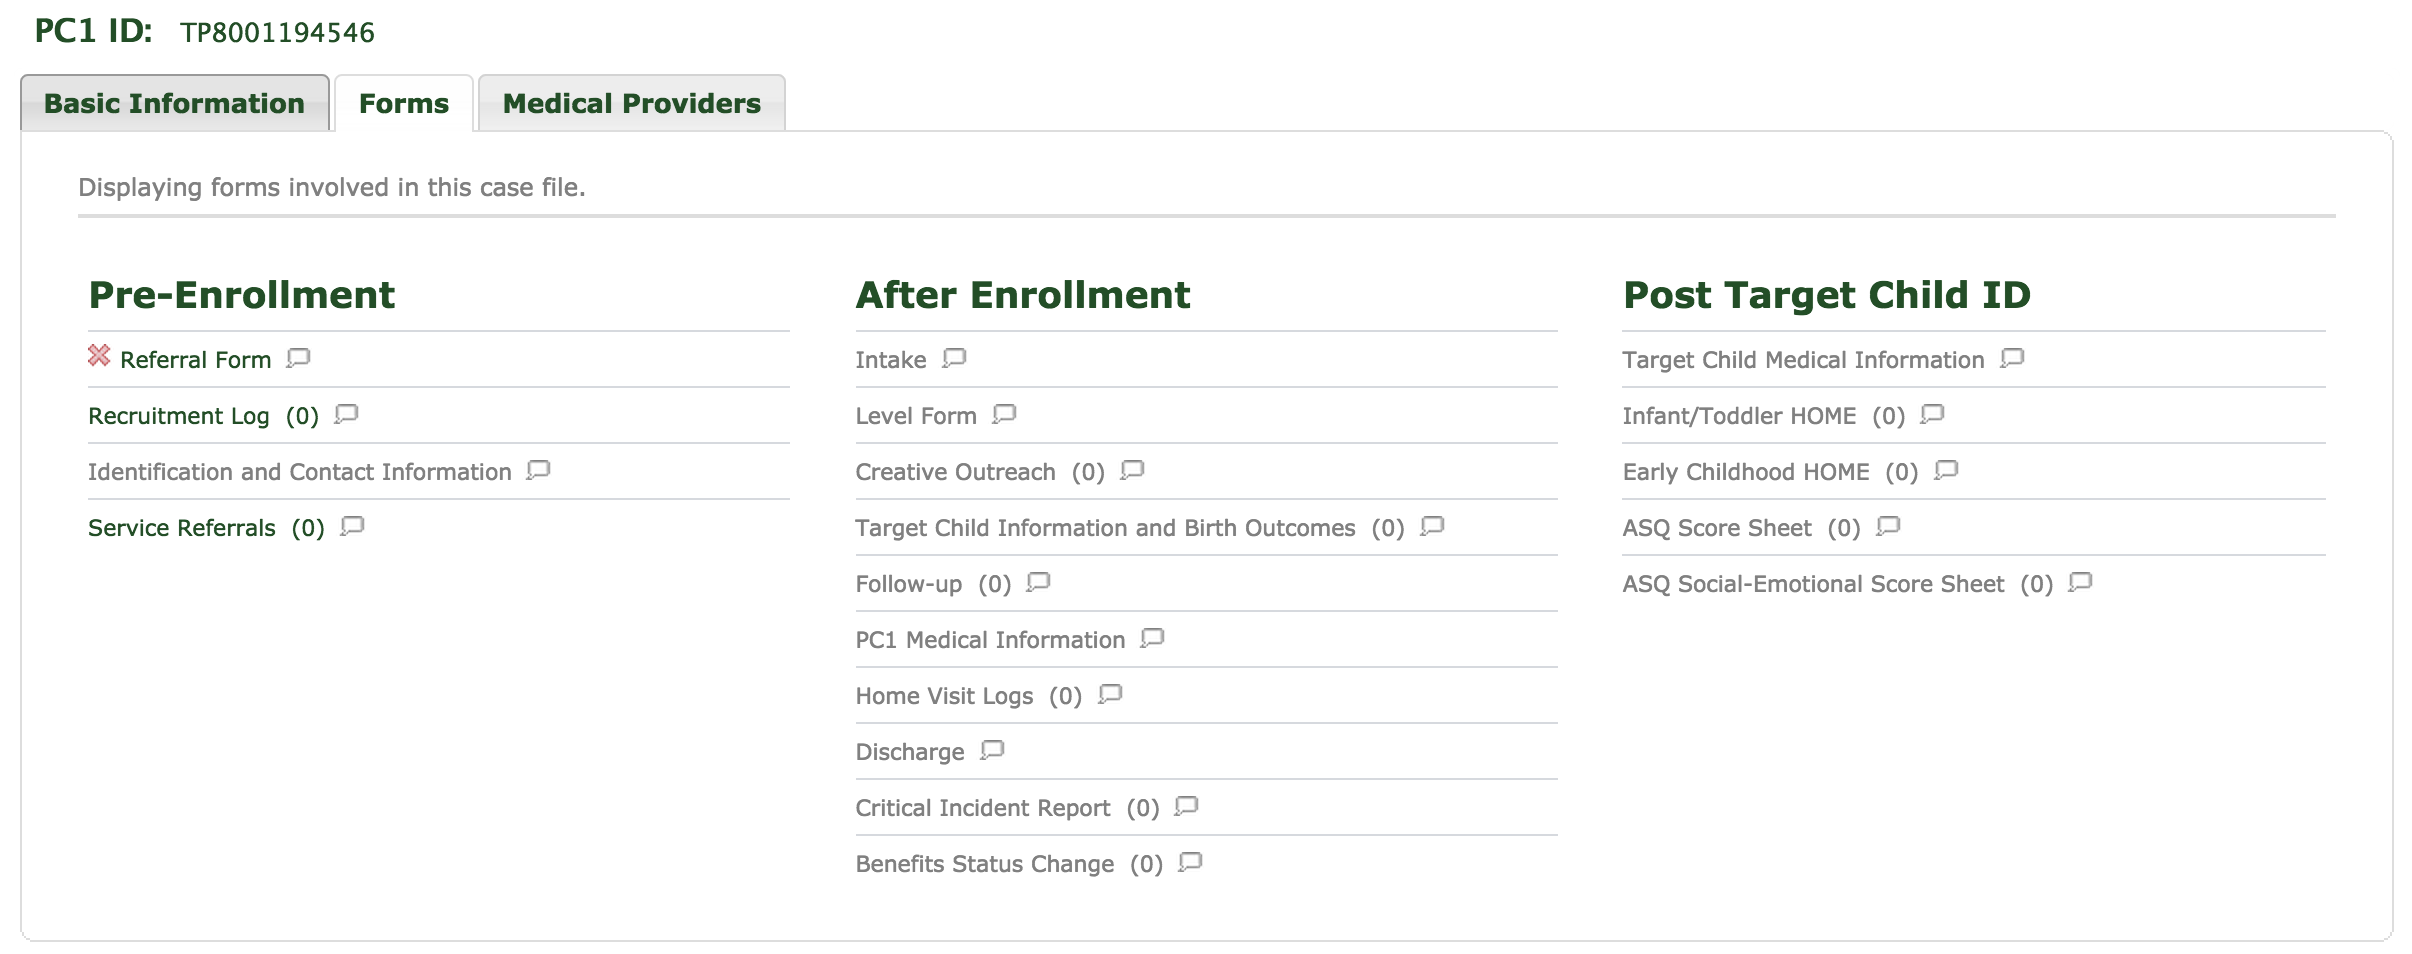 PC1 ID: TP8001194546
Basic Information
Forms
Medical Providers
Displaying forms involved in this case file.
Pre-Enrollment
Referral Form
Recruitment Log (0)
Identification and Contact Information
Service Referrals (0)
After Enrollment
Intake
Level Form
Creative Outreach (0)
Target Child Information and Birth Outcomes (0)
Follow-up (0)
PC1 Medical Information
Home Visit Logs (0)
Discharge
Critical Incident Report (0)
Benefits Status Change (0)
Post Target Child ID
Target Child Medical Information
Infant/Toddler HOME (0)
Early Childhood HOME (0)
ASQ Score Sheet (0)
ASQ Social-Emotional Score Sheet (0)